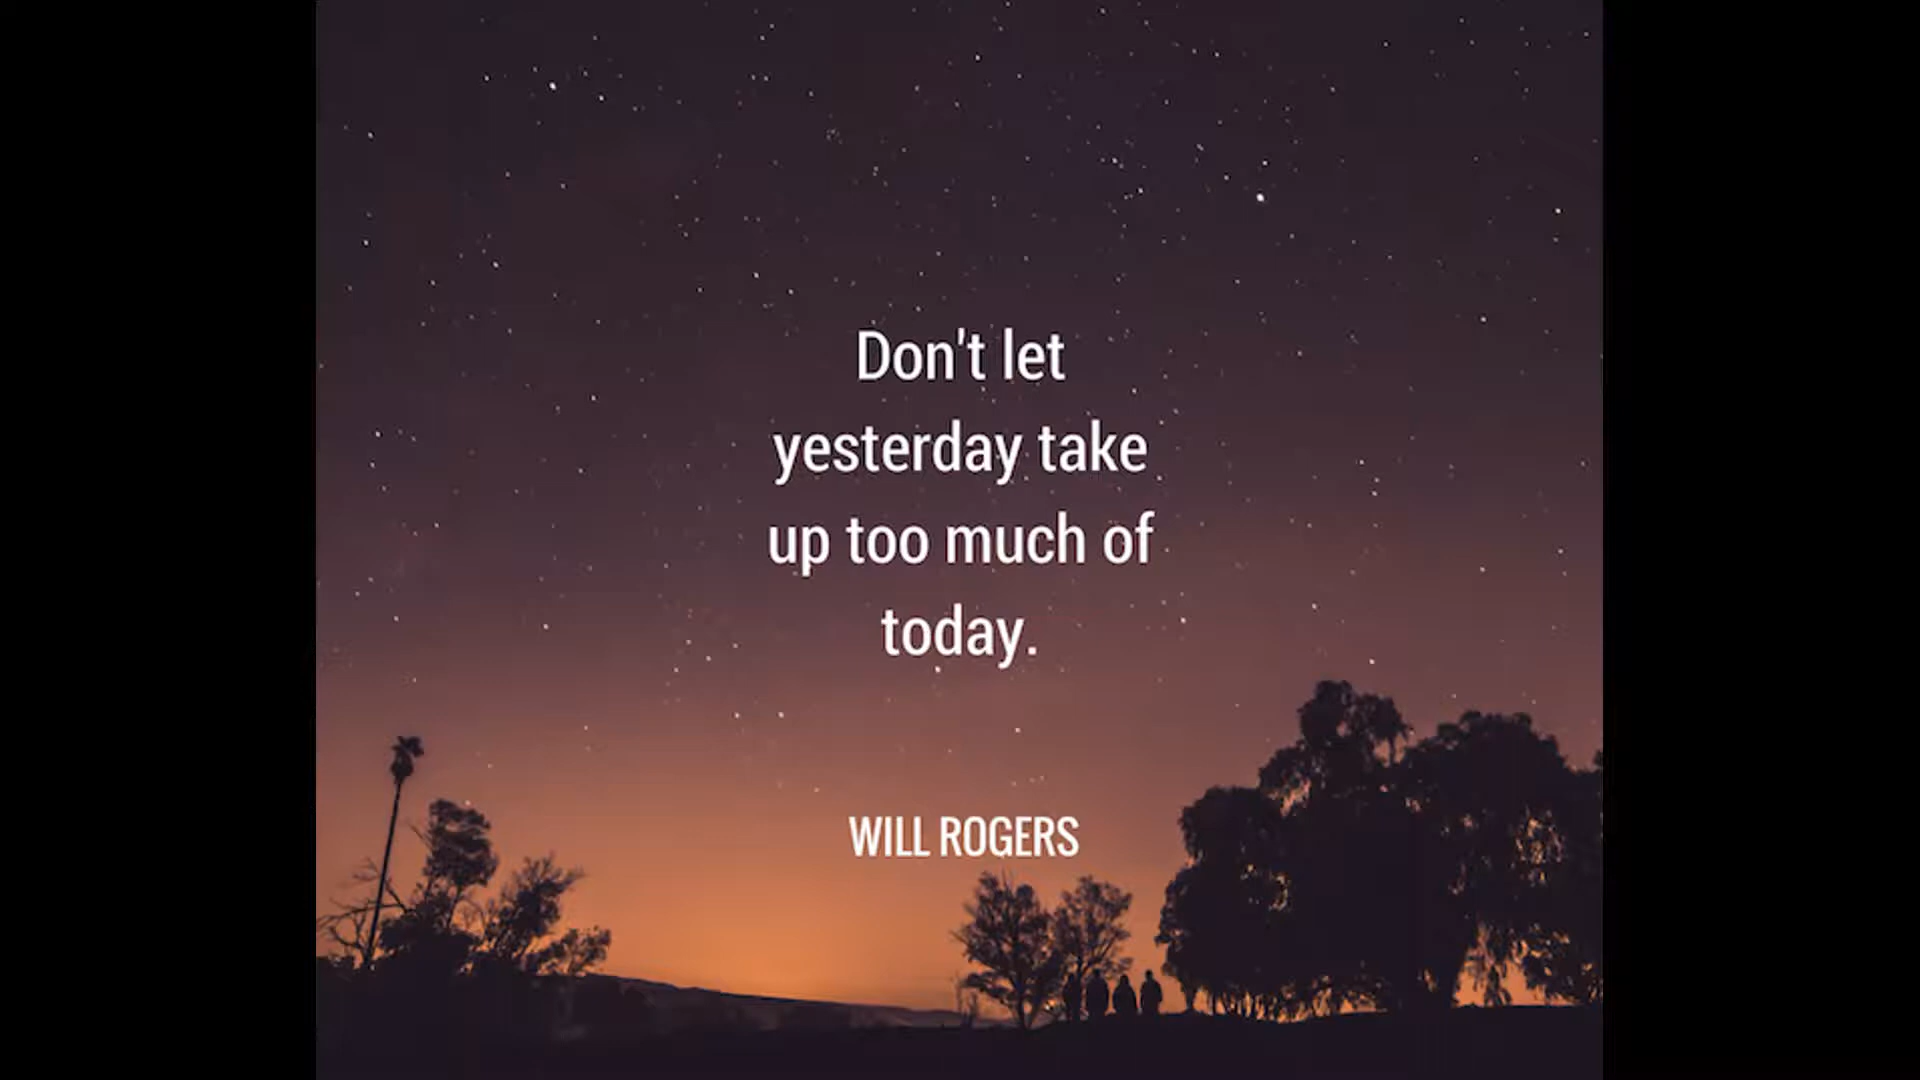 Don't let
yesterday take
up too much of
today.
WILL ROGERS